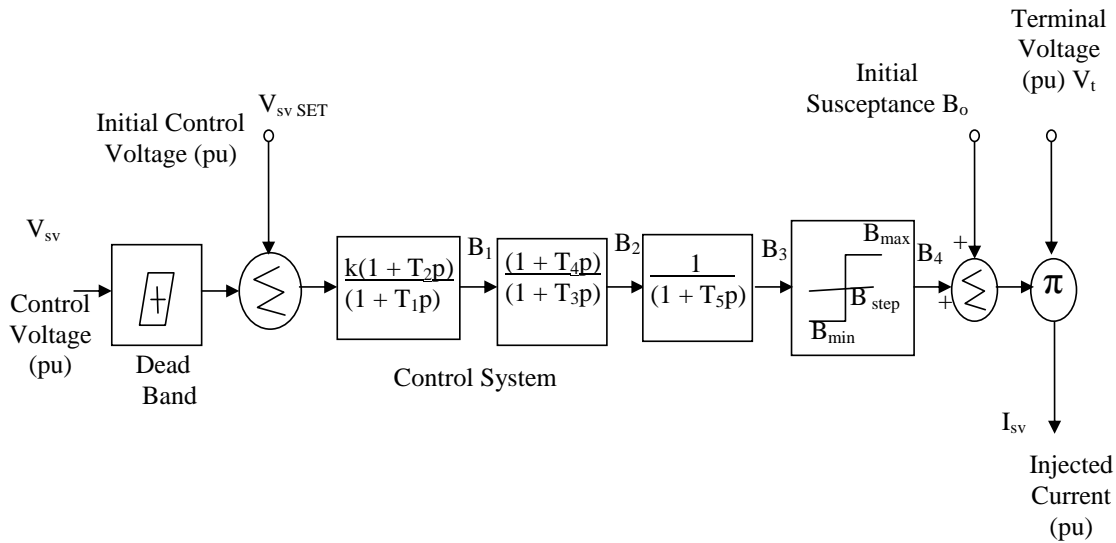 Terminal
Voltage
(pu) Vt
Initial
Susceptance Bo
Vsv SET
Initial Control
Voltage (pu)
Vsv
Control
Voltage
(pu)
Dead
Band
k(1 + T2p)
(1 + T1p)
B1
(1 + T4p)
(1 + T3p)
B2
1
(1 + T5p)
B3
Bmax
B step
Bmin
B4
+
+
π
Control System
Isv
Injected
Current
(pu)